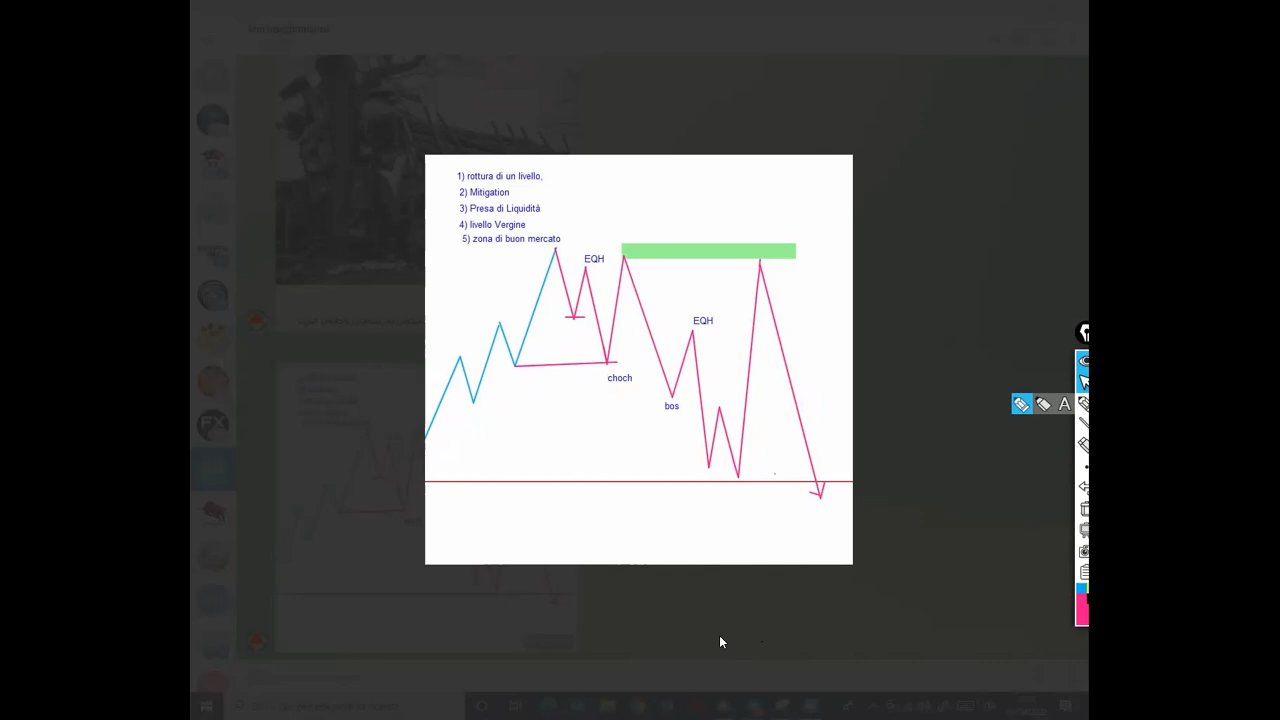 1) rottura di un livello,
2) Mitigation
3) Presa di Liquidità
4) livello Vergine
5) zona di buon mercato
EQH
EQH
choch
bos
A
FX